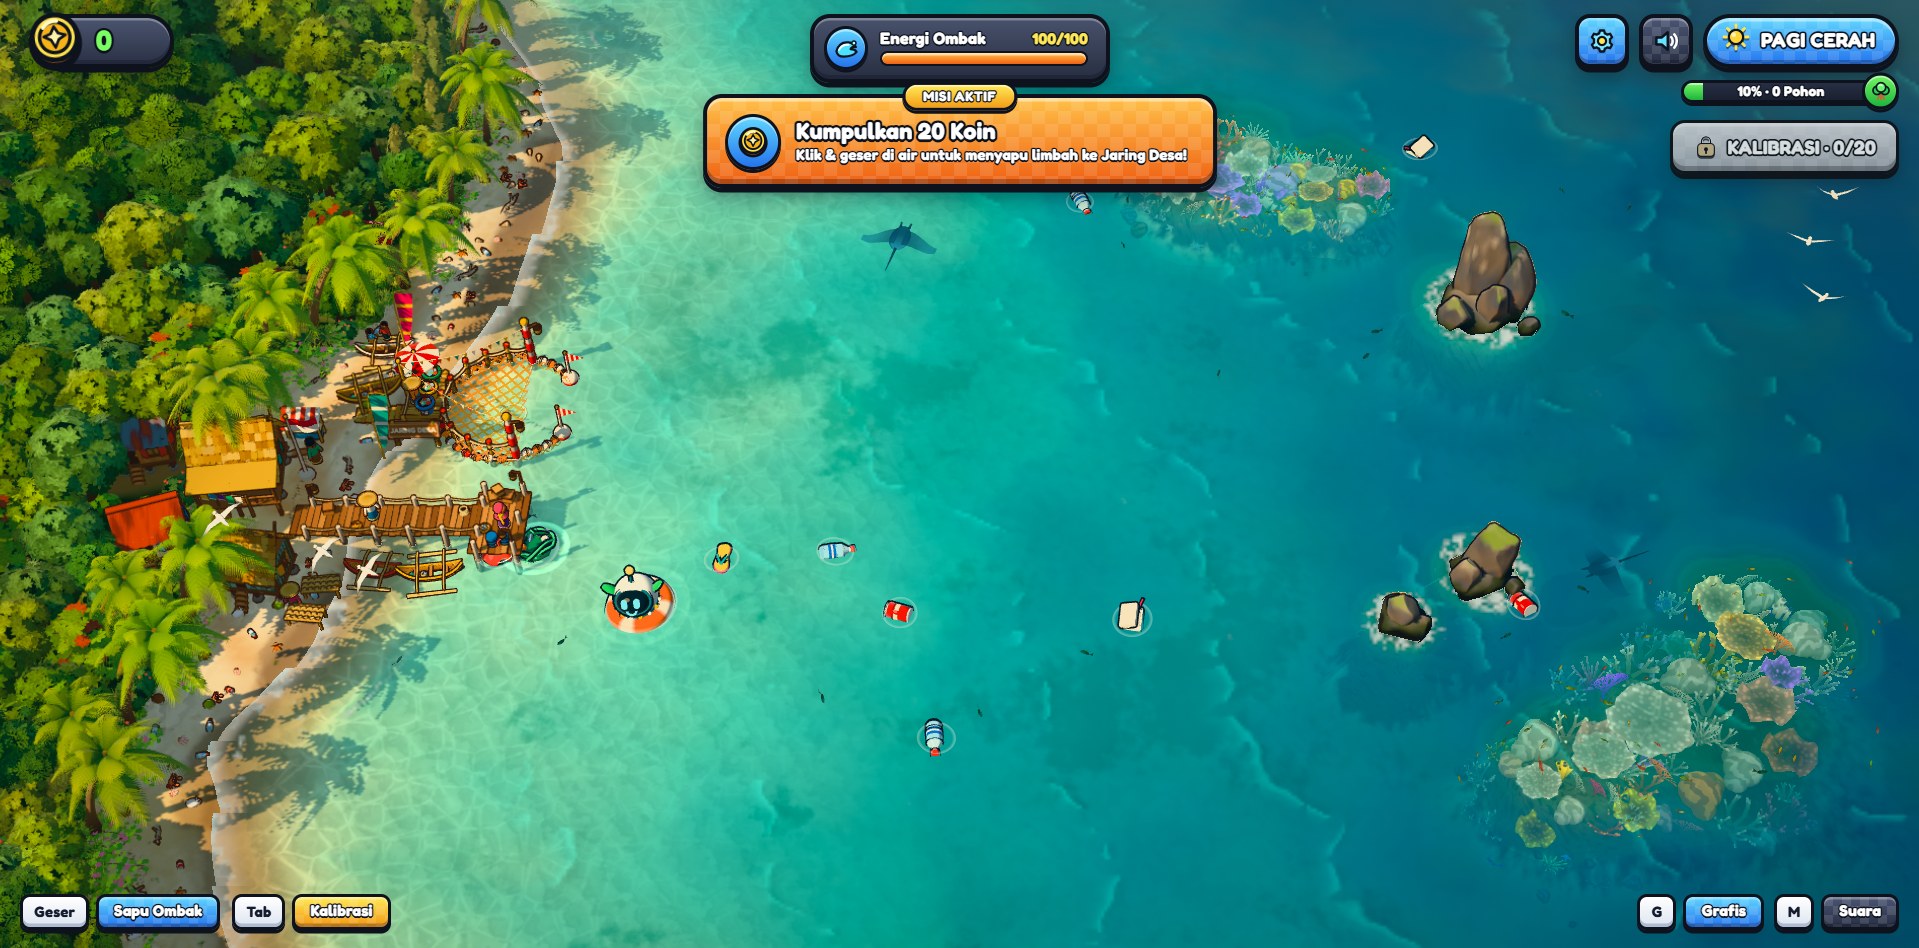 0
Energi Ombak 100/100
PAGI CERAH
10% · 0 Pohon
KALIBRASI · 0/20
MISI AKTIF
Kumpulkan 20 Koin
Klik & geser di air untuk menyapu limbah ke Jaring Desa!
Geser Sapu Ombak Tab Kalibrasi
G Grafis M Suara